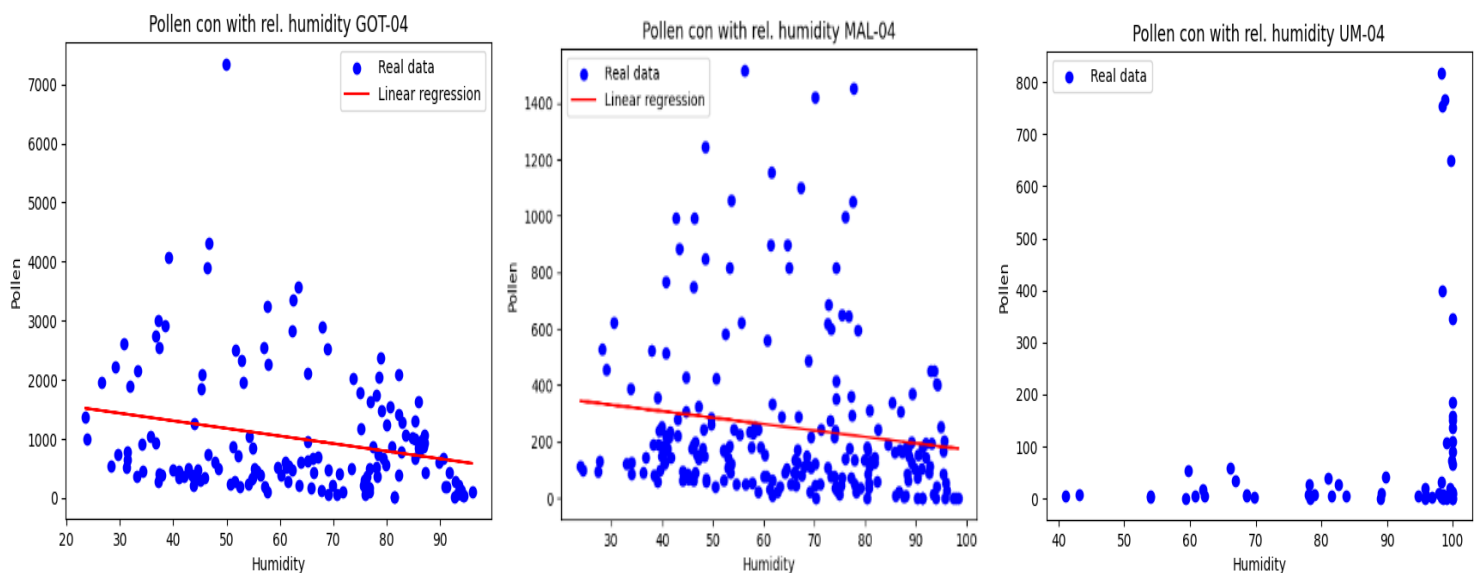 Pollen con with rel. humidity GOT-04
Real data
Linear regression
7000
6000
5000
4000
3000
2000
1000
0
Pollen
20 30 40 50 60 70 80 90
Humidity
Pollen con with rel. humidity MAL-04
Real data
Linear regression
1400
1200
1000
800
600
400
200
0
Pollen
30 40 50 60 70 80 90 100
Humidity
Pollen con with rel. humidity UM-04
Real data
800
700
600
500
400
300
200
100
0
Pollen
40 50 60 70 80 90 100
Humidity